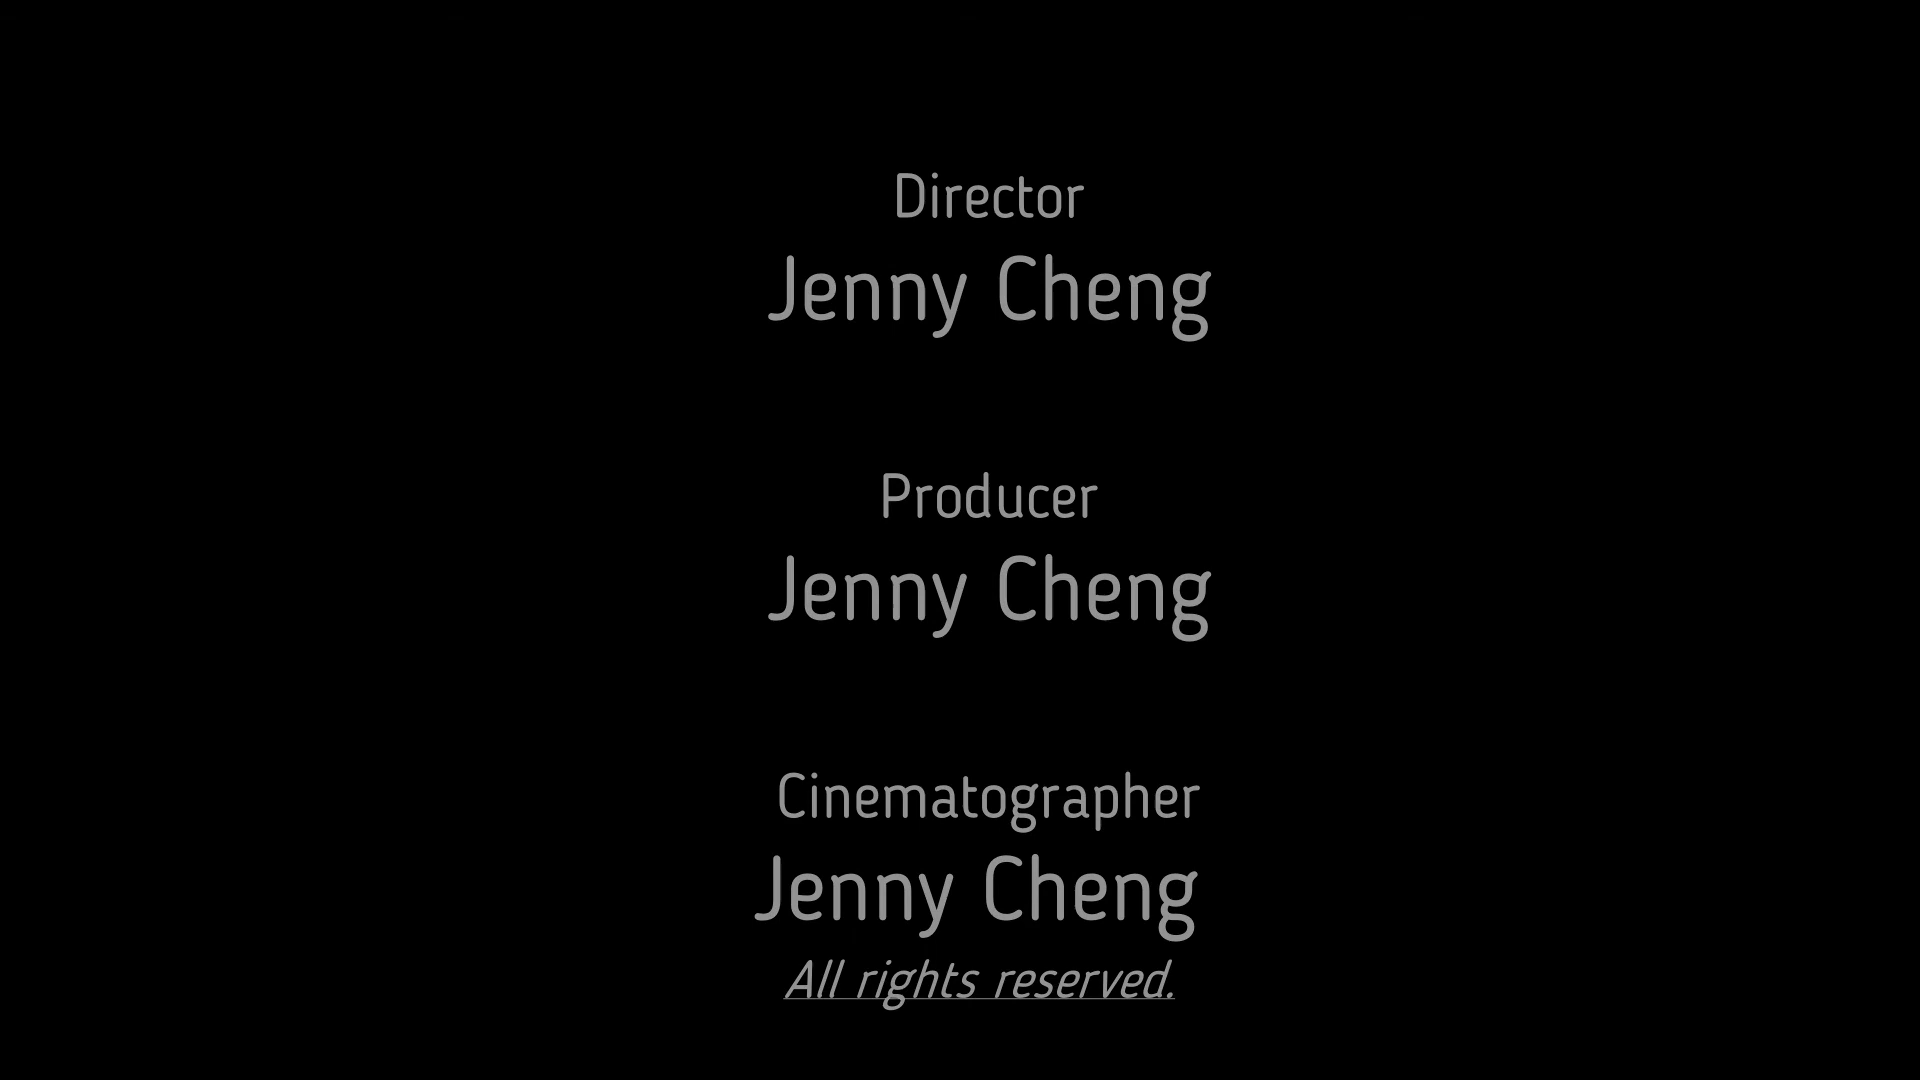 Director
Jenny Cheng
Producer
Jenny Cheng
Cinematographer
Jenny Cheng
All rights reserved.